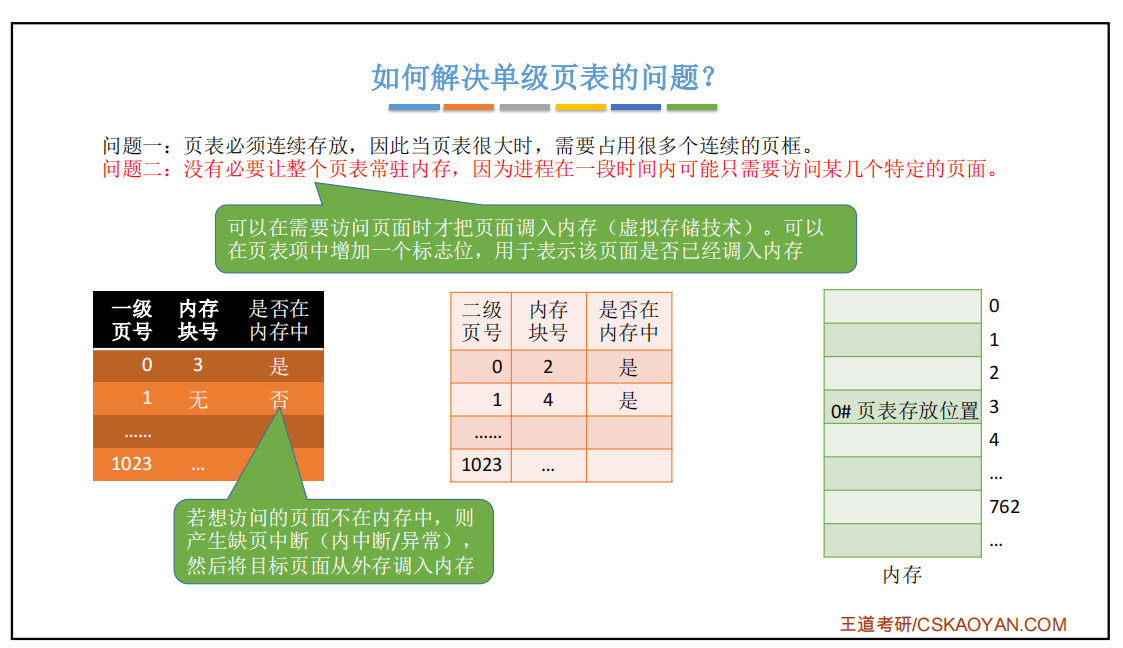 如何解决单级页表的问题？
问题一：页表必须连续存放，因此当页表很大时，需要占用很多个连续的页框。
问题二：没有必要让整个页表常驻内存，因为进程在一段时间内可能只需要访问某几个特定的页面。
可以在需要访问页面时才把页面调入内存（虚拟存储技术）。可以
在页表项中增加一个标志位，用于表示该页面是否已经调入内存
一级页号 内存块号 是否在内存中
0 3 是
1 无 否
......
1023 ...
二级页号 内存块号 是否在内存中
0 2 是
1 4 是
......
1023 ...
0
1
2
0# 页表存放位置 3
4
...
762
...
内存
若想访问的页面不在内存中，则
产生缺页中断（内中断/异常），
然后将目标页面从外存调入内存
王道考研/CSKAOYAN.COM